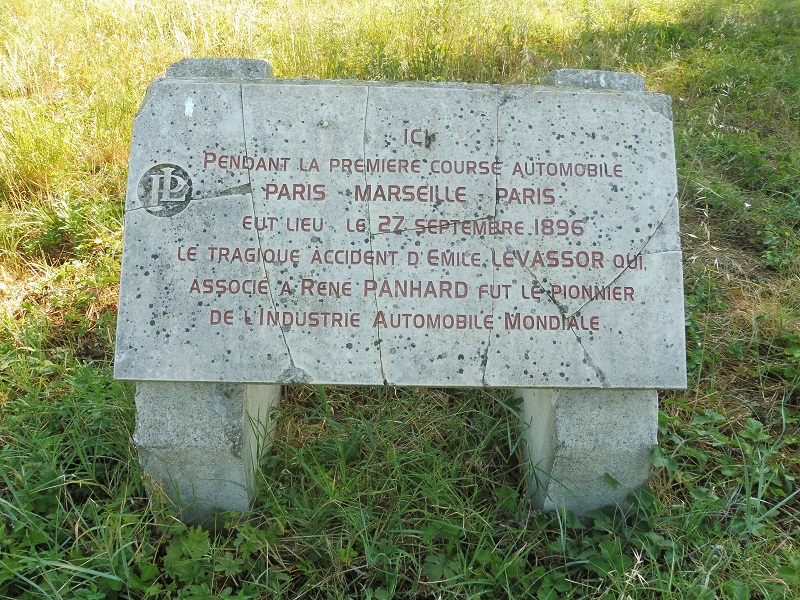 ICI
PENDANT LA PREMIERE COURSE AUTOMOBILE
PARIS - MARSEILLE - PARIS
EUT LIEU LE 27 SEPTEMBRE 1896
LE TRAGIQUE ACCIDENT D'EMILE LEVASSOR QUI,
ASSOCIE A RENE PANHARD FUT LE PIONNIER
DE L'INDUSTRIE AUTOMOBILE MONDIALE
PL